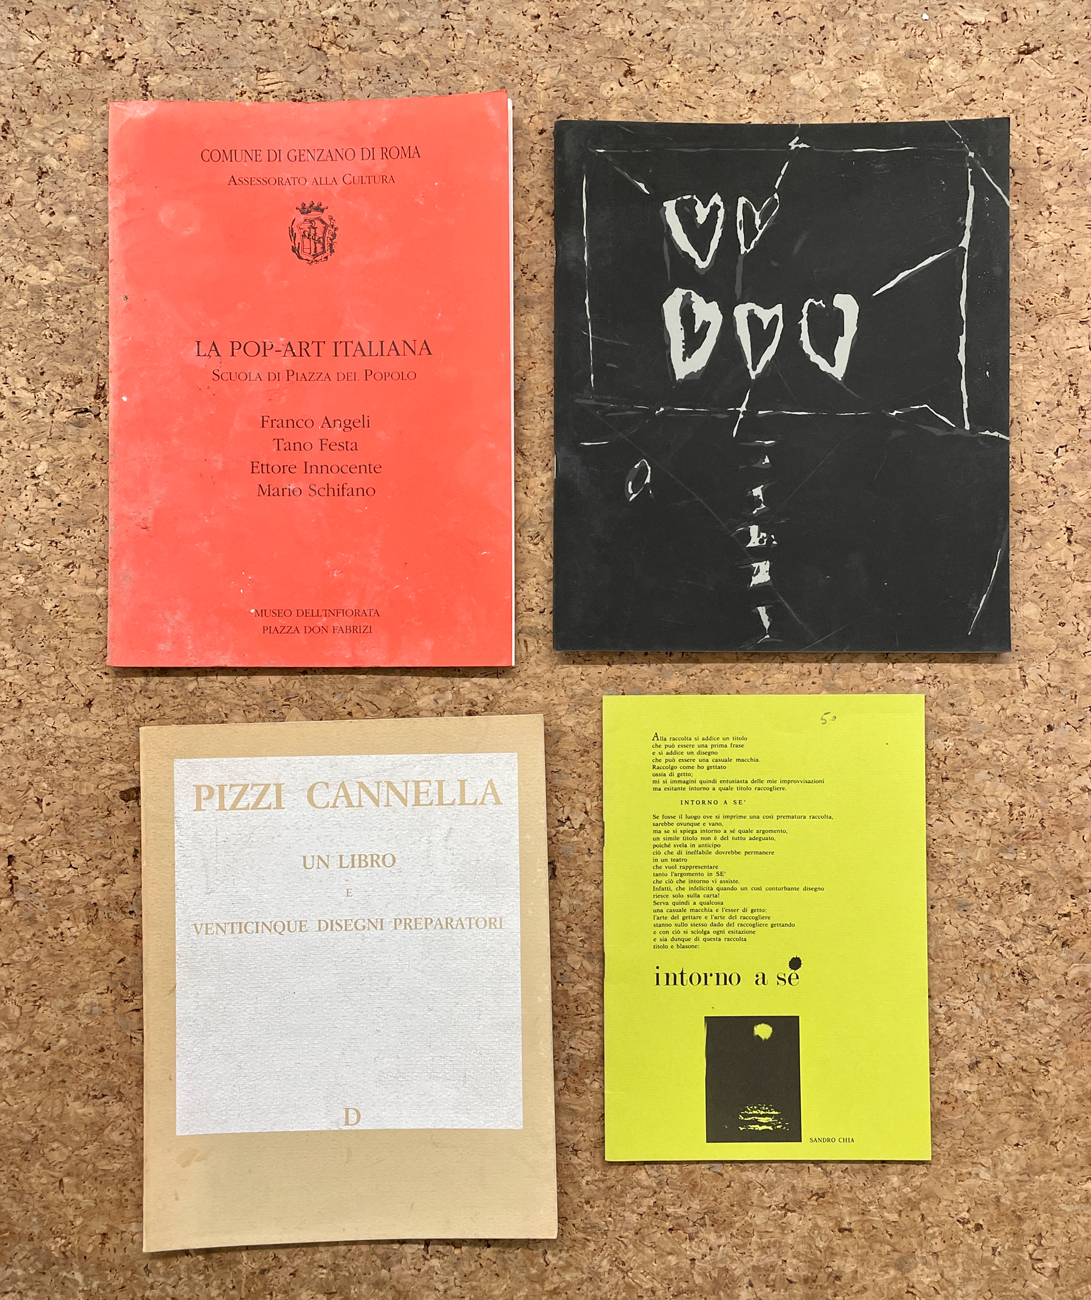 COMUNE DI GENZANO DI ROMA
ASSESSORATO ALLA CULTURA
LA POP-ART ITALIANA
SCUOLA DI PIAZZA DEL POPOLO
Franco Angeli
Tano Festa
Ettore Innocente
Mario Schifano
MUSEO DELL'INFIORATA
PIAZZA DON FABRIZI
PIZZI CANNELLA
UN LIBRO
E
VENTICINQUE DISEGNI PREPARATORI
D
50
Alla raccolta si addice un titolo
che può essere una prima frase
e si addice un disegno
che può essere una casuale macchia.
Raccolgo come ho gettato
ossia di getto;
mi si immagini quindi entusiasta delle mie improvvisazioni
ma esitante intorno a quale titolo raccogliere.
INTORNO A SE'
Se fosse il luogo ove si imprime una così prematura raccolta,
sarebbe ovunque e vano,
ma se si spiega intorno a sé quale argomento,
un simile titolo non è del tutto adeguato,
poiché svela in anticipo
ciò che di ineffabile dovrebbe permanere
in un teatro
che vuol rappresentare
tanto l'argomento in SE'
che ciò che intorno vi assiste.
Infatti, che infelicità quando un così conturbante disegno
riesce solo sulla carta!
Serva quindi a qualcosa
una casuale macchia e l'esser di getto;
l'arte del gettare e l'arte del raccogliere
stanno sullo stesso dado del raccogliere gettando
e con ciò si sciolga ogni esitazione
e sia dunque di questa raccolta
titolo e blasone:
intorno a sé
SANDRO CHIA